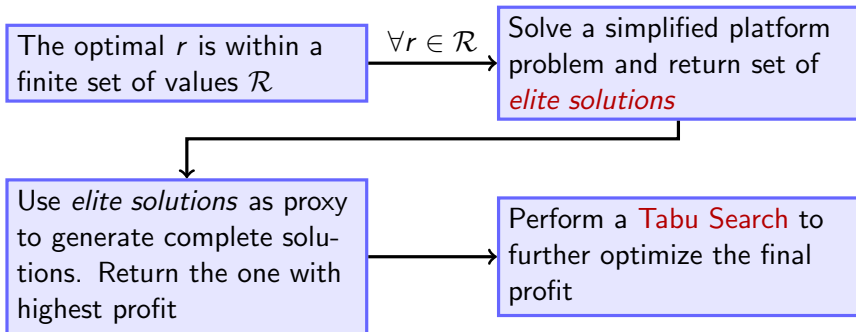 The optimal r is within a
finite set of values ℛ
∀r ∈ ℛ
Solve a simplified platform
problem and return set of
elite solutions
Use elite solutions as proxy
to generate complete solu-
tions. Return the one with
highest profit
Perform a Tabu Search to
further optimize the final
profit